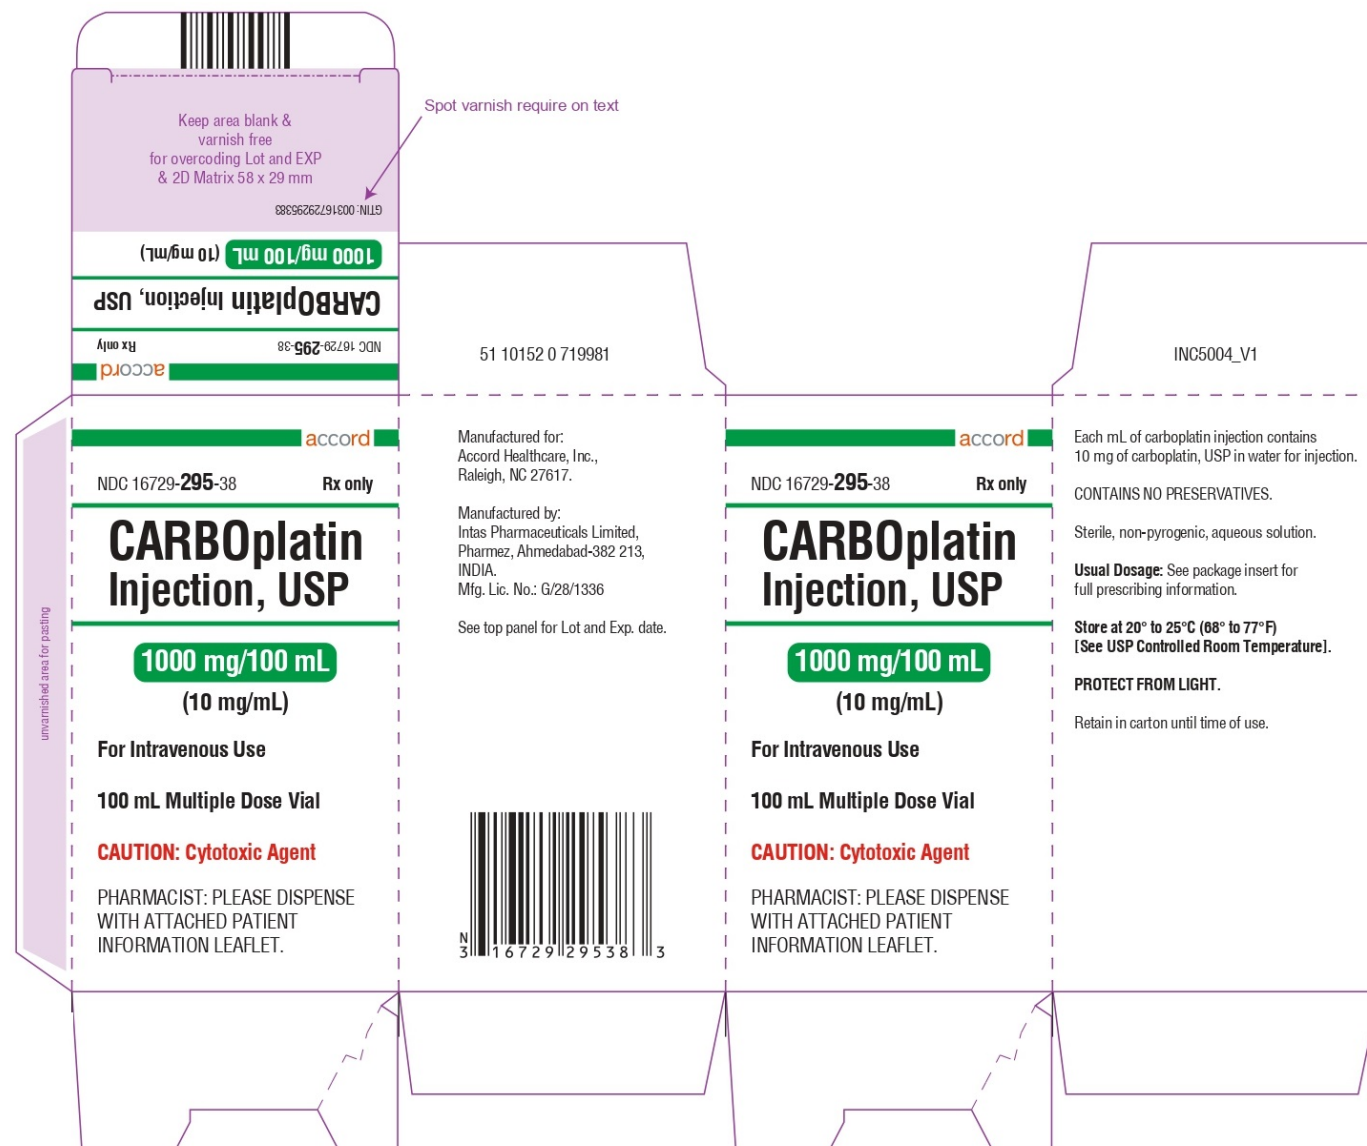 Keep area blank &
varnish free
for overcoding Lot and EXP
& 2D Matrix 58 x 29 mm
Spot varnish require on text
GTIN: 00316729295383
1000 mg/100 mL (10 mg/mL)
CARBOplatin Injection, USP
NDC 16729-295-38 Rx only
accord
51 10152 0 719981
INC5004_V1
unvarnished area for pasting
accord
NDC 16729-295-38 Rx only
CARBOplatin
Injection, USP
1000 mg/100 mL
(10 mg/mL)
For Intravenous Use
100 mL Multiple Dose Vial
CAUTION: Cytotoxic Agent
PHARMACIST: PLEASE DISPENSE
WITH ATTACHED PATIENT
INFORMATION LEAFLET.
Manufactured for:
Accord Healthcare, Inc.,
Raleigh, NC 27617.
Manufactured by:
Intas Pharmaceuticals Limited,
Pharmez, Ahmedabad-382 213,
INDIA.
Mfg. Lic. No.: G/28/1336
See top panel for Lot and Exp. date.
N
3 16729 29538 3
accord
NDC 16729-295-38 Rx only
CARBOplatin
Injection, USP
1000 mg/100 mL
(10 mg/mL)
For Intravenous Use
100 mL Multiple Dose Vial
CAUTION: Cytotoxic Agent
PHARMACIST: PLEASE DISPENSE
WITH ATTACHED PATIENT
INFORMATION LEAFLET.
Each mL of carboplatin injection contains
10 mg of carboplatin, USP in water for injection.
CONTAINS NO PRESERVATIVES.
Sterile, non-pyrogenic, aqueous solution.
Usual Dosage: See package insert for
full prescribing information.
Store at 20° to 25°C (68° to 77°F)
[See USP Controlled Room Temperature].
PROTECT FROM LIGHT.
Retain in carton until time of use.